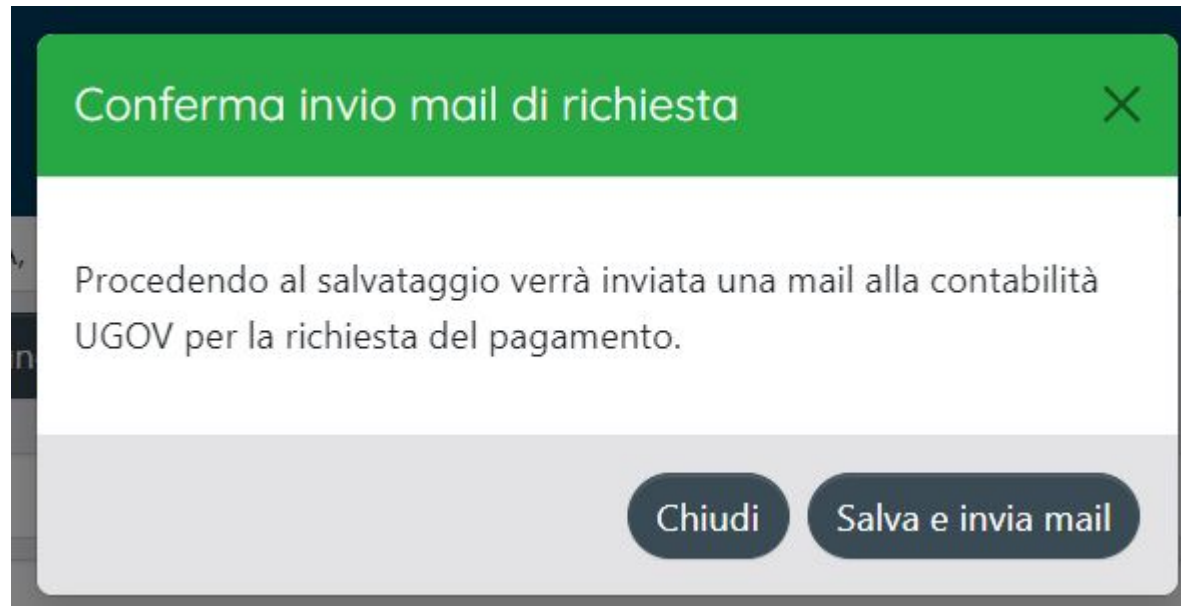 Conferma invio mail di richiesta
Procedendo al salvataggio verrà inviata una mail alla contabilità
UGOV per la richiesta del pagamento.
Chiudi
Salva e invia mail